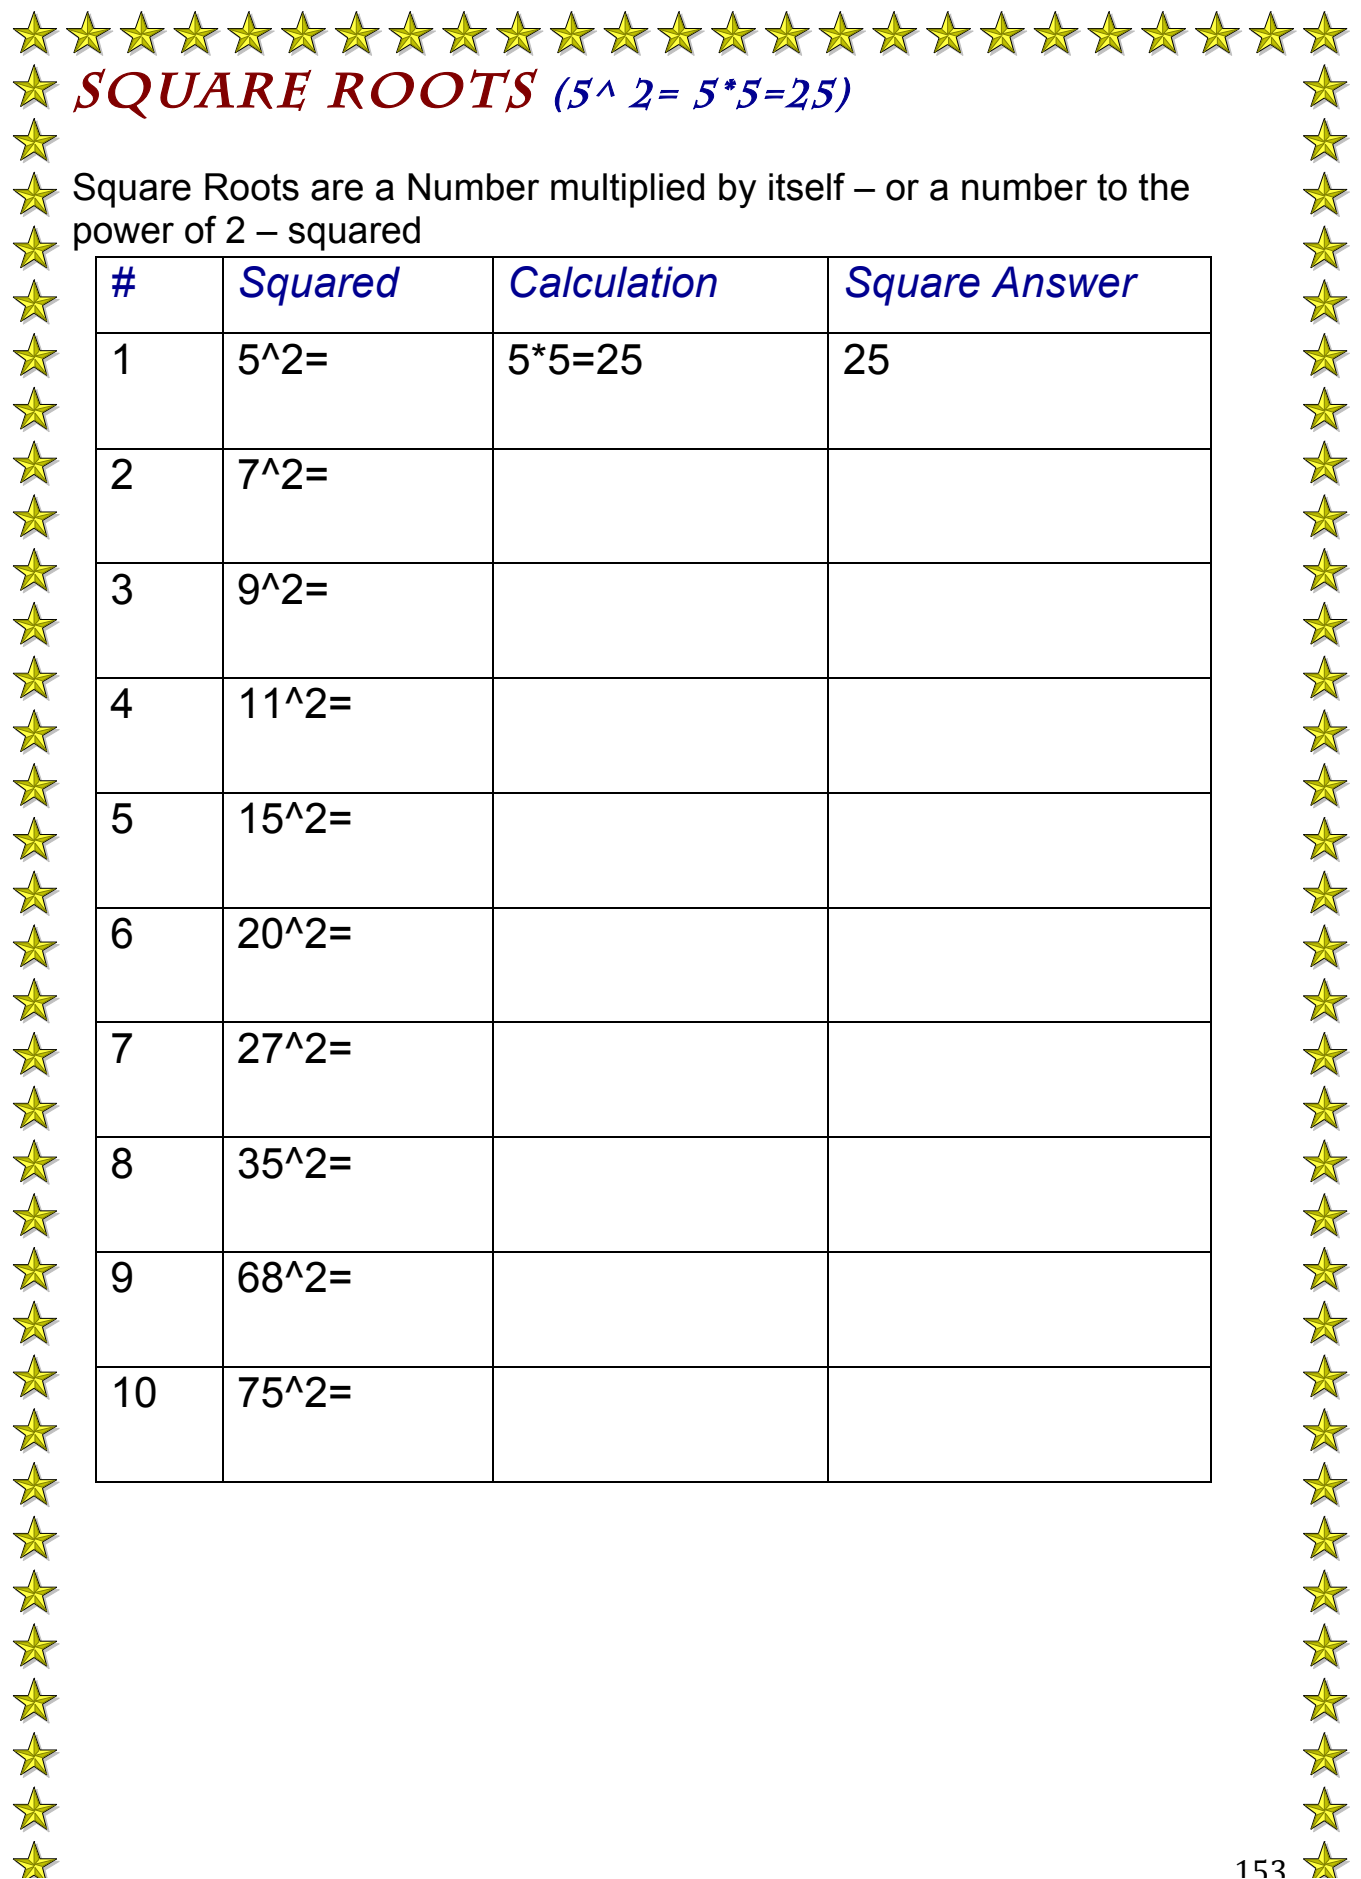 SQUARE ROOTS (5^ 2= 5*5=25)
Square Roots are a Number multiplied by itself – or a number to the
power of 2 – squared
# Squared Calculation Square Answer
1 5^2= 5*5=25 25
2 7^2=
3 9^2=
4 11^2=
5 15^2=
6 20^2=
7 27^2=
8 35^2=
9 68^2=
10 75^2=
153